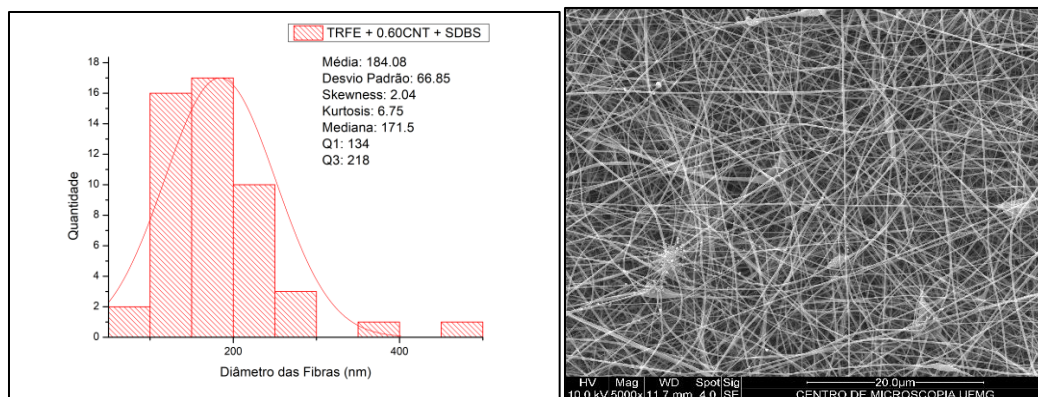 TRFE + 0.60CNT + SDBS
Média: 184.08
Desvio Padrão: 66.85
Skewness: 2.04
Kurtosis: 6.75
Mediana: 171.5
Q1: 134
Q3: 218
18
16
14
12
10
8
6
4
2
0
Quantidade
200
400
Diâmetro das Fibras (nm)
HV Mag WD Spot Sig 20.0µm
10.0 kV 5000x 11.7 mm 4.0 SE CENTRO DE MICROSCOPIA UFMG